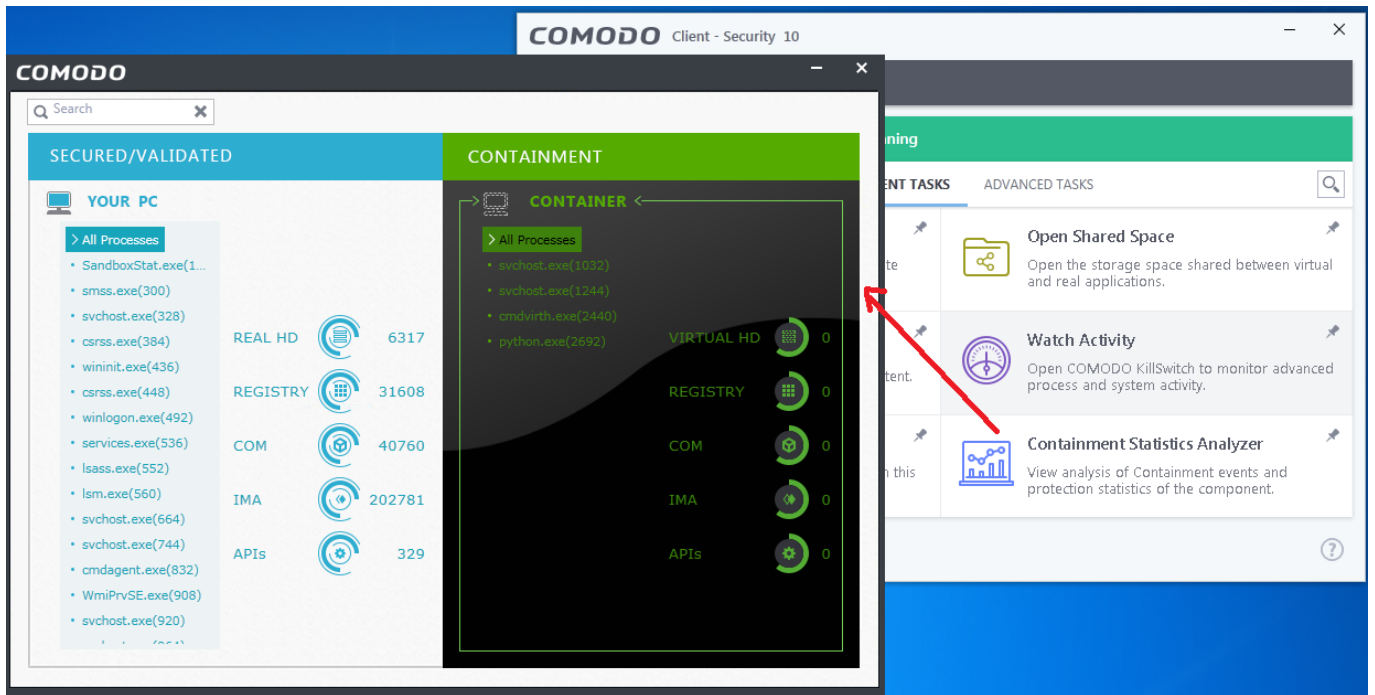 COMODO Client - Security 10
COMODO
Search
SECURED/VALIDATED
YOUR PC
All Processes
SandboxStat.exe(1...
smss.exe(300)
svchost.exe(328)
csrss.exe(384)
wininit.exe(436)
csrss.exe(448)
winlogon.exe(492)
services.exe(536)
lsass.exe(552)
lsm.exe(560)
svchost.exe(664)
svchost.exe(744)
cmdagent.exe(832)
WmiPrvSE.exe(908)
svchost.exe(920)
REAL HD 6317
REGISTRY 31608
COM 40760
IMA 202781
APIs 329
CONTAINMENT
CONTAINER
All Processes
svchost.exe(1032)
svchost.exe(1244)
cmdvirth.exe(2440)
python.exe(2692)
VIRTUAL HD 0
REGISTRY 0
COM 0
IMA 0
APIs 0
ning
ENT TASKS ADVANCED TASKS
te
tent.
n this
Open Shared Space
Open the storage space shared between virtual
and real applications.
Watch Activity
Open COMODO KillSwitch to monitor advanced
process and system activity.
Containment Statistics Analyzer
View analysis of Containment events and
protection statistics of the component.
?